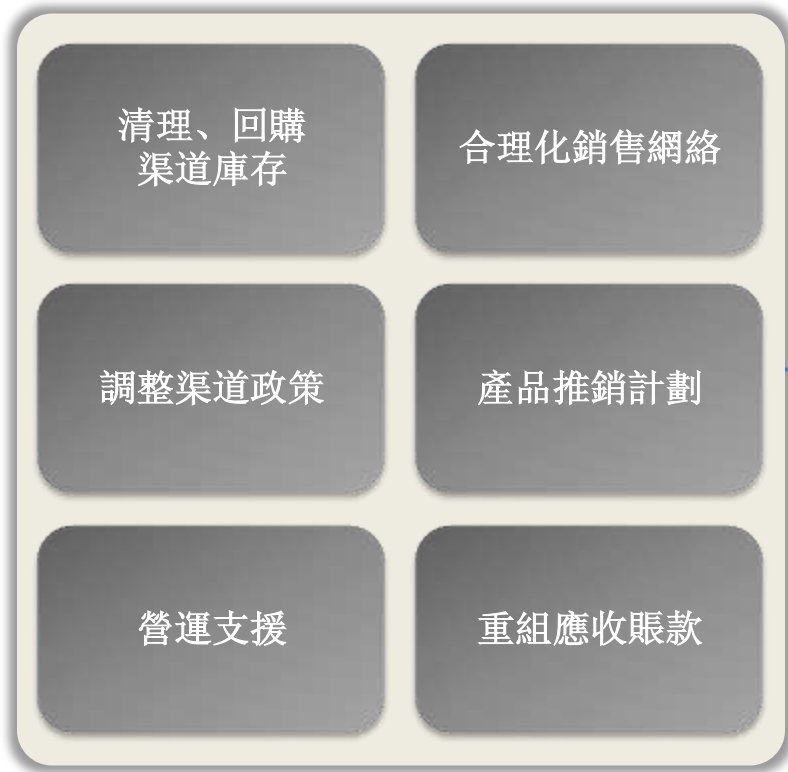 清理、回購
渠道庫存
合理化銷售網絡
調整渠道政策
產品推銷計劃
營運支援
重組應收賬款